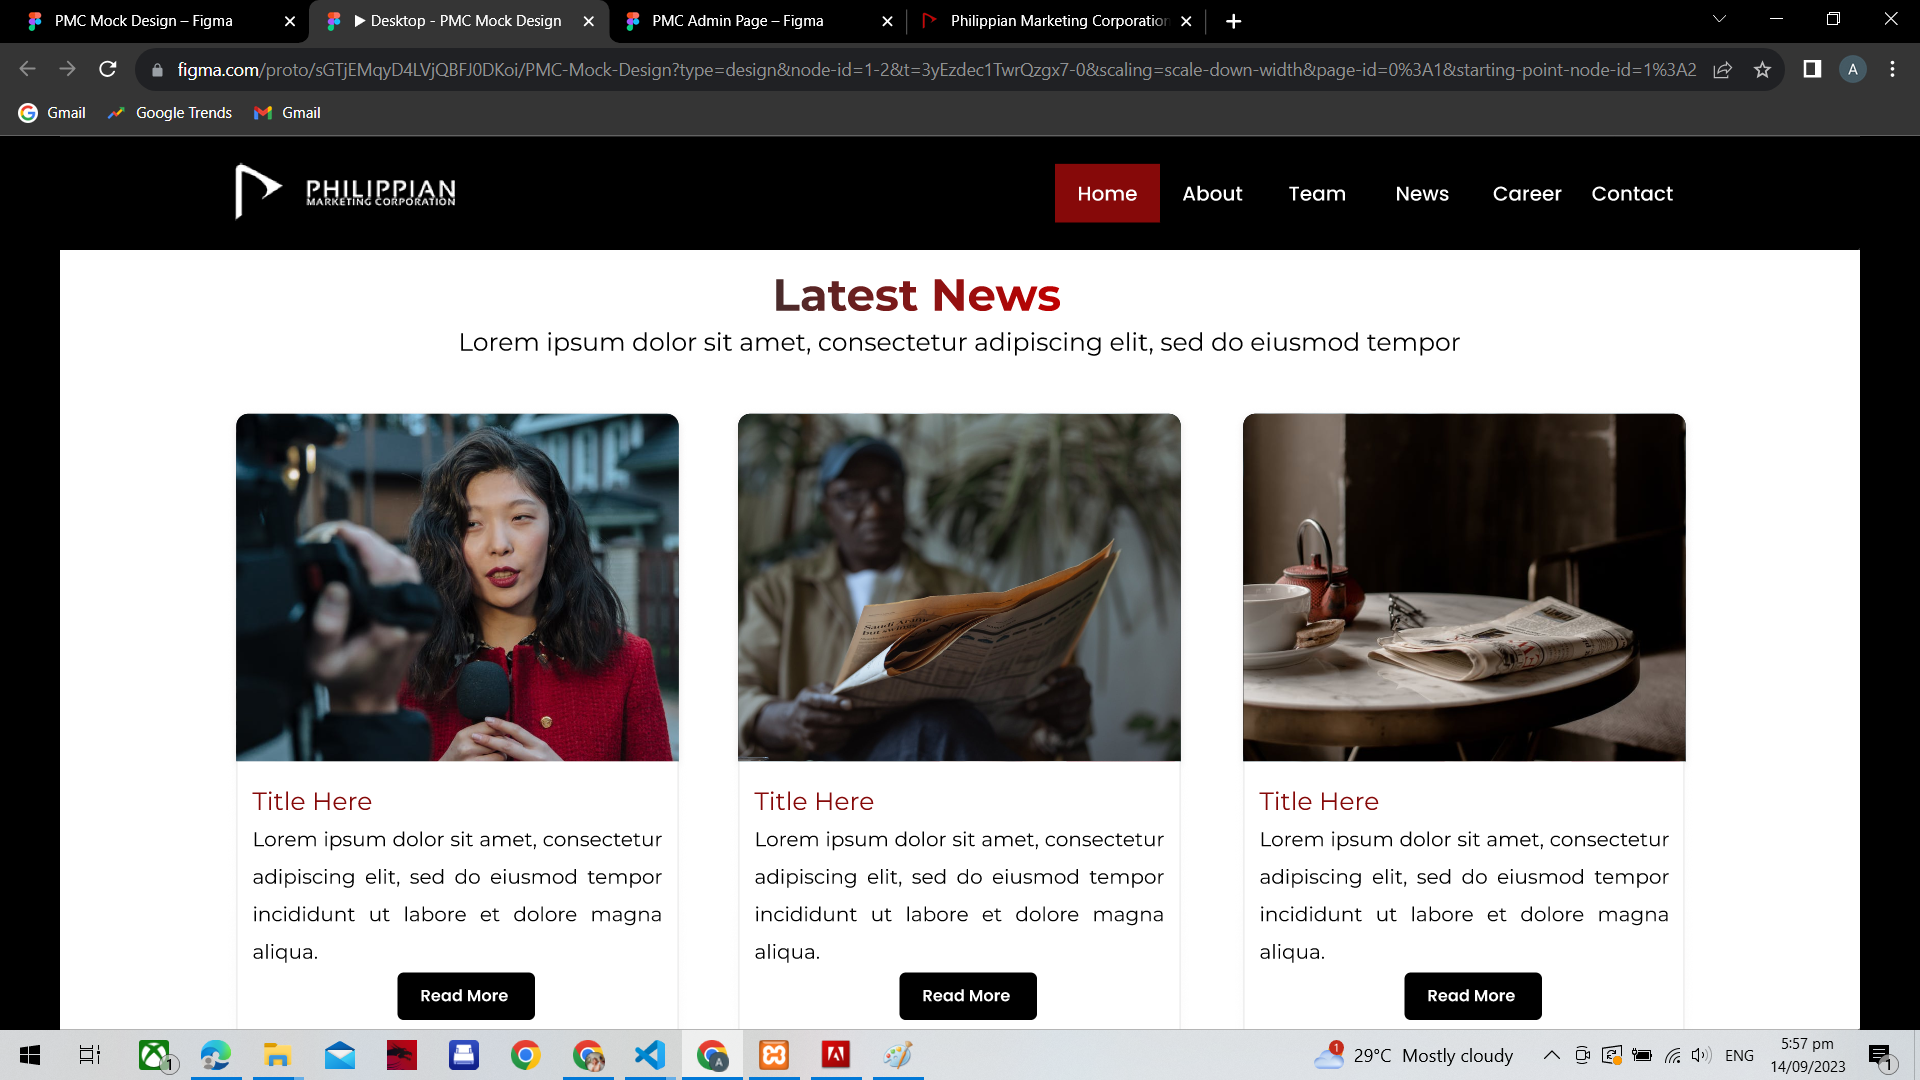 PMC Mock Design – Figma
▶ Desktop - PMC Mock Design
PMC Admin Page – Figma
Philippian Marketing Corporation
figma.com/proto/sGTjEMqyD4LVjQBFJ0DKoi/PMC-Mock-Design?type=design&node-id=1-2&t=3yEzdec1TwrQzgx7-0&scaling=scale-down-width&page-id=0%3A1&starting-point-node-id=1%3A2
A
Gmail
Google Trends
Gmail
PHILIPPIAN
MARKETING CORPORATION
Home
About
Team
News
Career
Contact
Latest News
Lorem ipsum dolor sit amet, consectetur adipiscing elit, sed do eiusmod tempor
Title Here
Lorem ipsum dolor sit amet, consectetur
adipiscing elit, sed do eiusmod tempor
incididunt ut labore et dolore magna
aliqua.
Read More
Title Here
Lorem ipsum dolor sit amet, consectetur
adipiscing elit, sed do eiusmod tempor
incididunt ut labore et dolore magna
aliqua.
Read More
Title Here
Lorem ipsum dolor sit amet, consectetur
adipiscing elit, sed do eiusmod tempor
incididunt ut labore et dolore magna
aliqua.
Read More
1
A
1
29°C Mostly cloudy
ENG
5:57 pm
14/09/2023
1